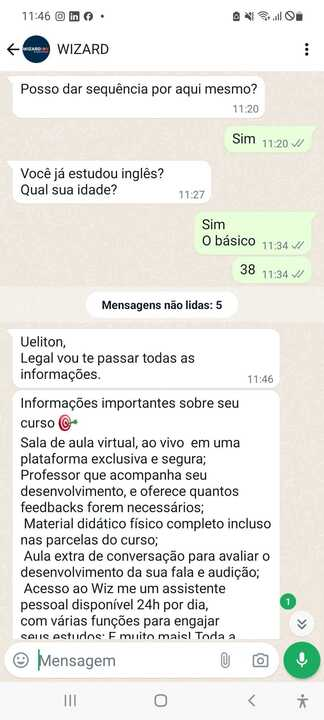 11:46
WIZARD
Posso dar sequência por aqui mesmo?
11:20
Sim
11:20
Você já estudou inglês?
Qual sua idade?
11:27
Sim
O básico
11:34
38
11:34
Mensagens não lidas: 5
Ueliton,
Legal vou te passar todas as
informações.
11:46
Informações importantes sobre seu
curso
Sala de aula virtual, ao vivo  em uma
plataforma exclusiva e segura;
Professor que acompanha seu
desenvolvimento, e oferece quantos
feedbacks forem necessários;
Material didático físico completo incluso
nas parcelas do curso;
Aula extra de conversação para avaliar o
desenvolvimento da sua fala e audição;
Acesso ao Wiz me um assistente
pessoal disponível 24h por dia,
com várias funções para engajar
seus estudos; E muito mais! Toda a
1
Mensagem